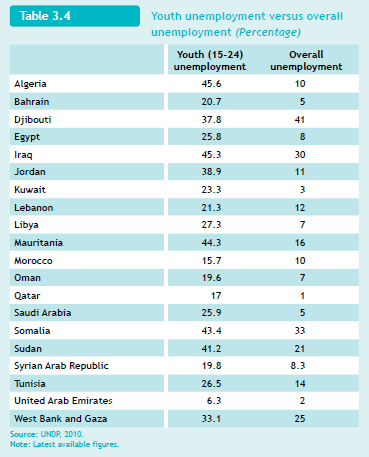 Table 3.4
Youth unemployment versus overall
unemployment (Percentage)
Youth (15-24) Overall
unemployment unemployment
Algeria 45.6 10
Bahrain 20.7 5
Djibouti 37.8 41
Egypt 25.8 8
Iraq 45.3 30
Jordan 38.9 11
Kuwait 23.3 3
Lebanon 21.3 12
Libya 27.3 7
Mauritania 44.3 16
Morocco 15.7 10
Oman 19.6 7
Qatar 17 1
Saudi Arabia 25.9 5
Somalia 43.4 33
Sudan 41.2 21
Syrian Arab Republic 19.8 8.3
Tunisia 26.5 14
United Arab Emirates 6.3 2
West Bank and Gaza 33.1 25
Source: UNDP, 2010.
Note: Latest available figures.